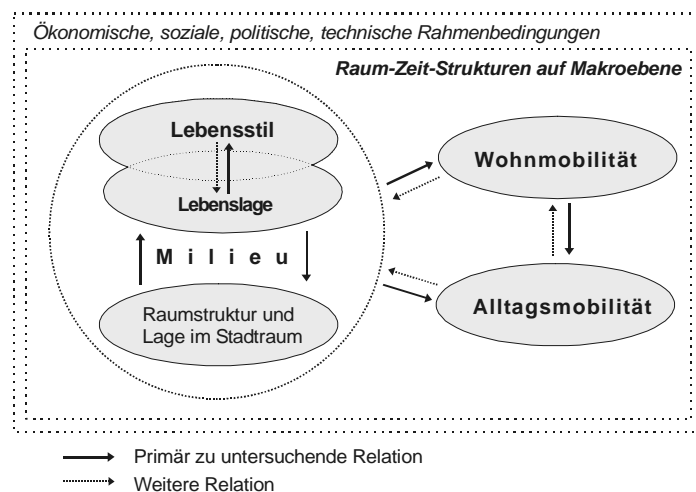 Ökonomische, soziale, politische, technische Rahmenbedingungen
Raum-Zeit-Strukturen auf Makroebene
Lebensstil
Lebenslage
Milieu
Raumstruktur und
Lage im Stadtraum
Wohnmobilität
Alltagsmobilität
Primär zu untersuchende Relation
Weitere Relation